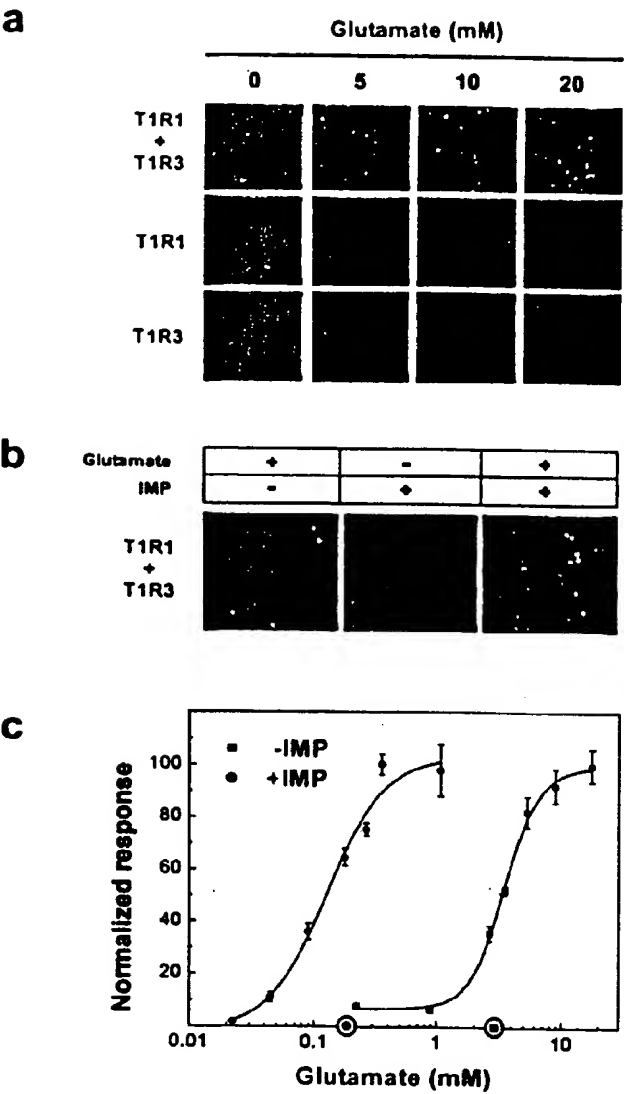 a
Glutamate (mM)
0 5 10 20
T1R1
+
T1R3
T1R1
T1R3
b
Glutamate + - +
IMP - + +
T1R1
+
T1R3
c
Normalized response
100
80
60
40
20
-IMP
+IMP
0.01 0.1 1 10
Glutamate (mM)